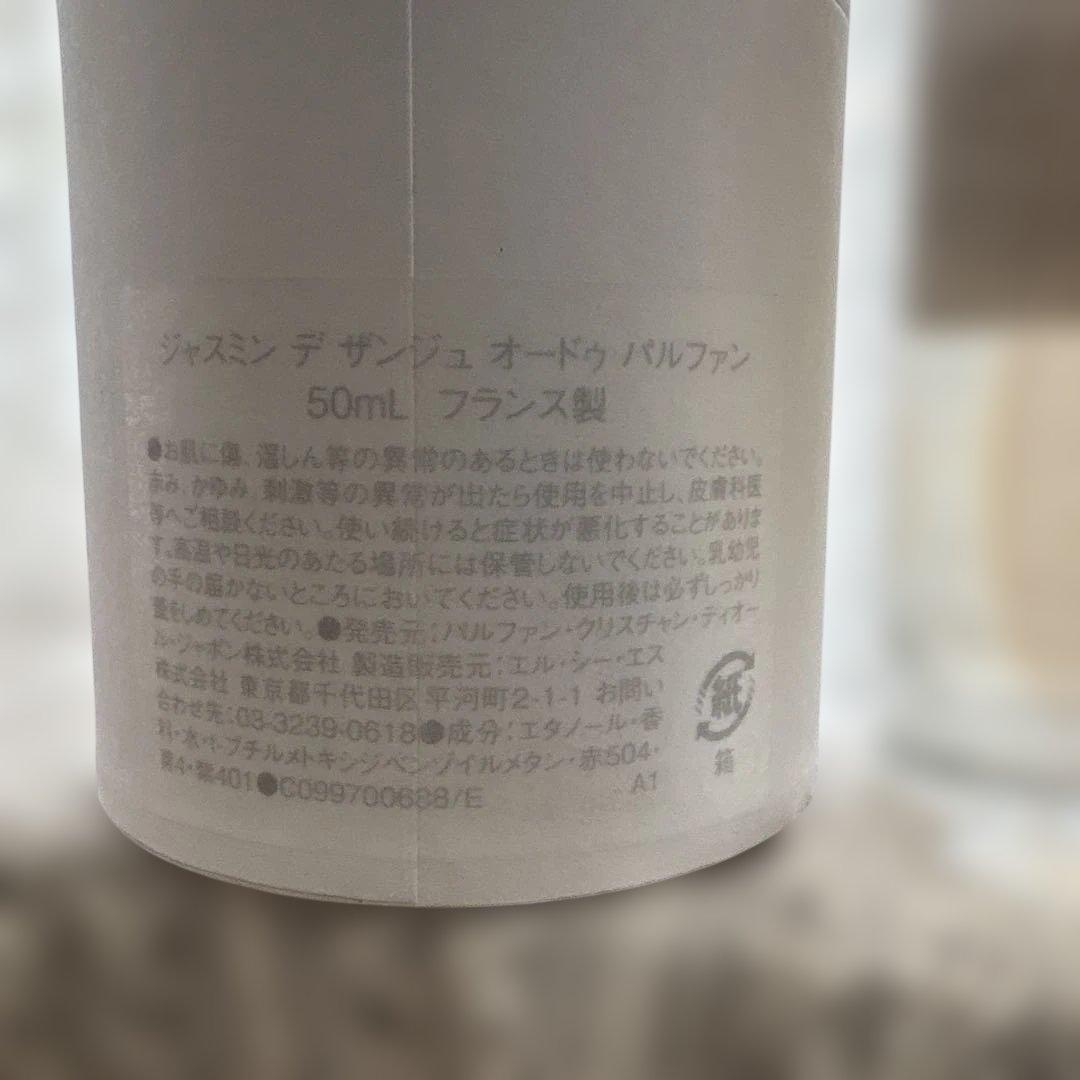 ジャスミン デ ザンジュ オードゥ パルファン
50mL フランス製
●お肌に傷、湿しん等の異常のあるときは使わないでください。
赤み、かゆみ、刺激等の異常が出たら使用を中止し、皮膚科医
等へご相談ください。使い続けると症状が悪化することがありま
す。高温や日光のあたる場所には保管しないでください。乳幼児
の手の届かないところにおいてください。使用後は必ずしっかり
蓋をしめてください。●発売元:パルファン・クリスチャン・ディオー
ル・ジャポン株式会社 製造販売元:エル・シー・エス
株式会社 東京都千代田区平河町2-1-1 お問い
合わせ先:03-3239-0618●成分:エタノール・香
料・水・t-ブチルメトキシジベンゾイルメタン・赤504・
黄4・紫401●C099700688/E A1
紙
箱